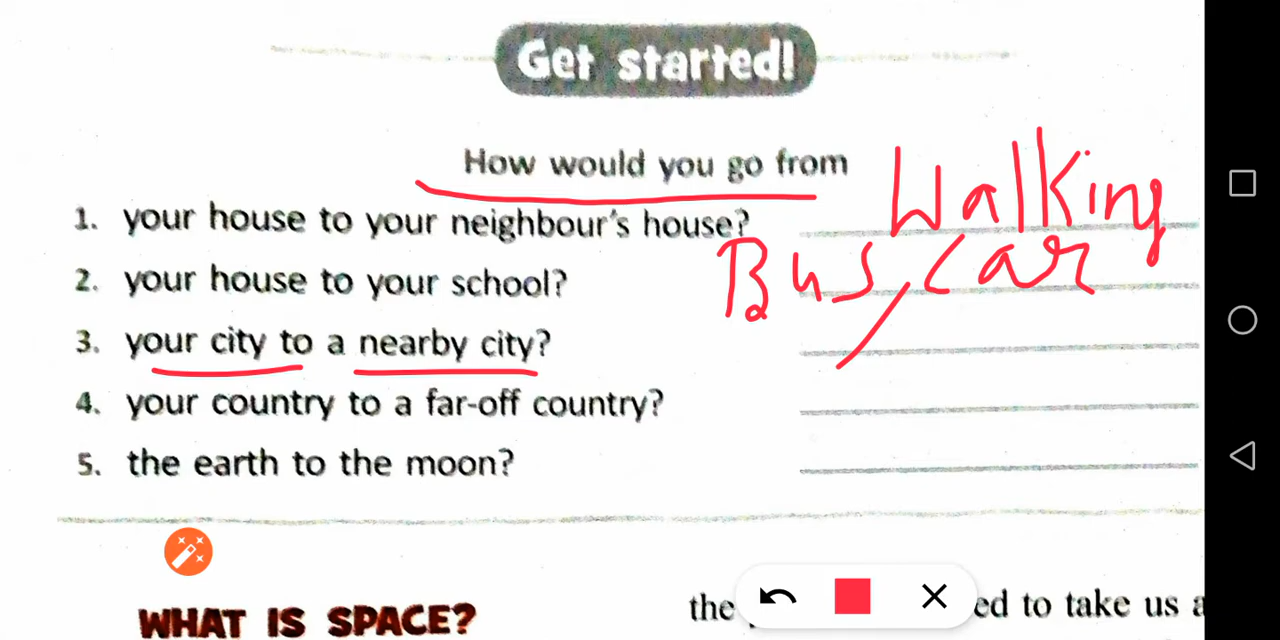 Get started!
How would you go from
1. your house to your neighbour's house? Walking
2. your house to your school? Bus, car
3. your city to a nearby city?
4. your country to a far-off country?
5. the earth to the moon?
WHAT IS SPACE?
the ed to take us a